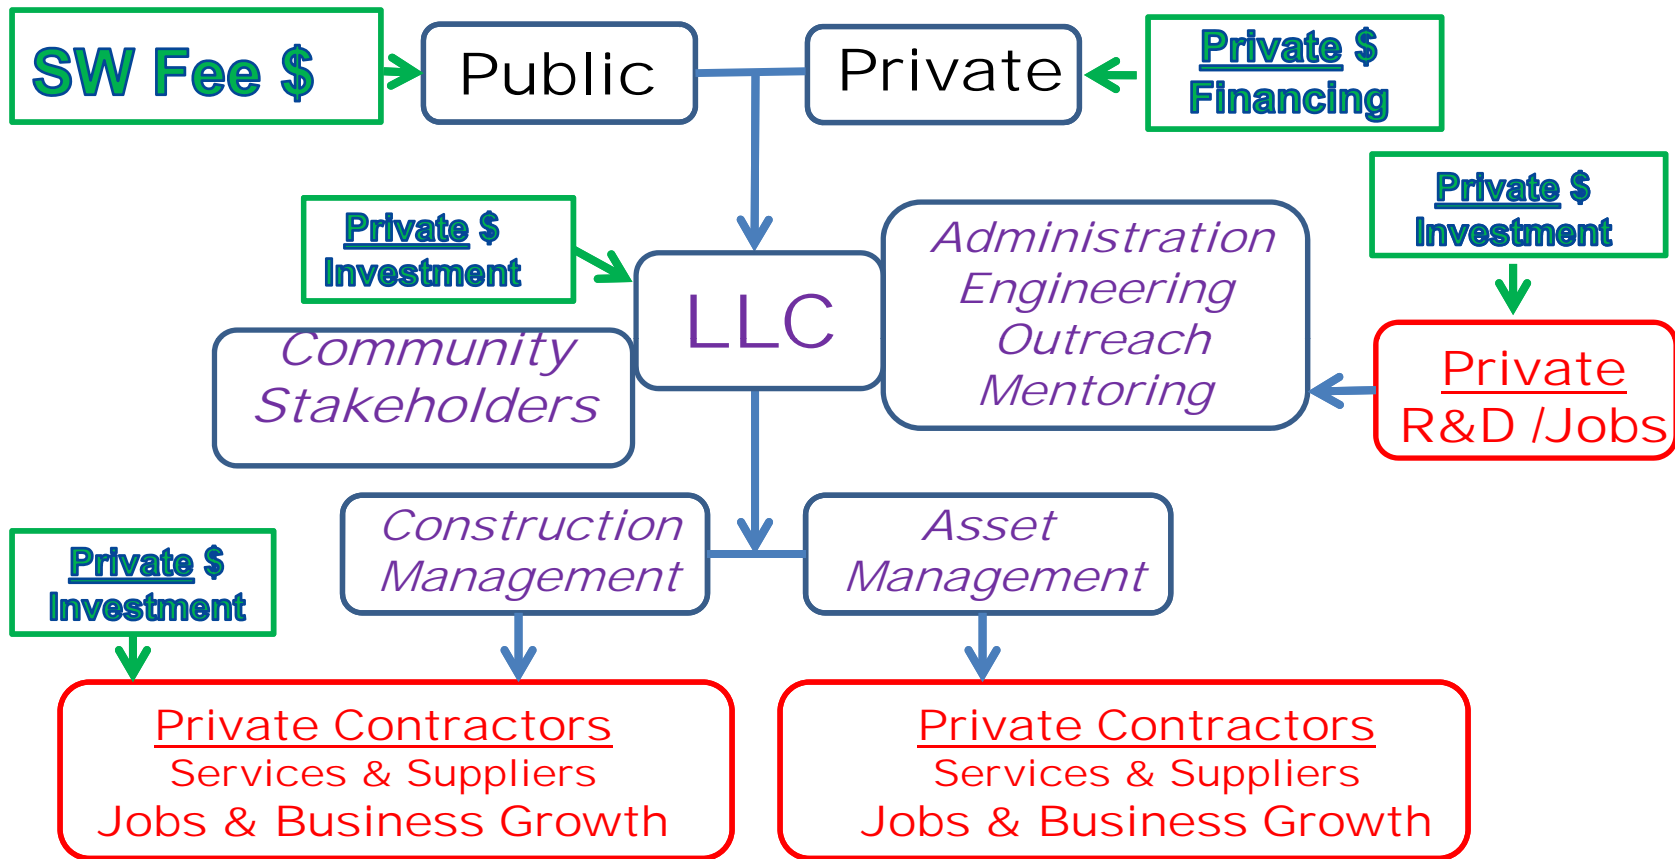 SW Fee $
Public
Private
Private $
Financing
Private $
Investment
Private $
Investment
LLC
Administration
Engineering
Outreach
Mentoring
Community
Stakeholders
Private
R&D /Jobs
Construction
Management
Asset
Management
Private $
Investment
Private Contractors
Services & Suppliers
Jobs & Business Growth
Private Contractors
Services & Suppliers
Jobs & Business Growth